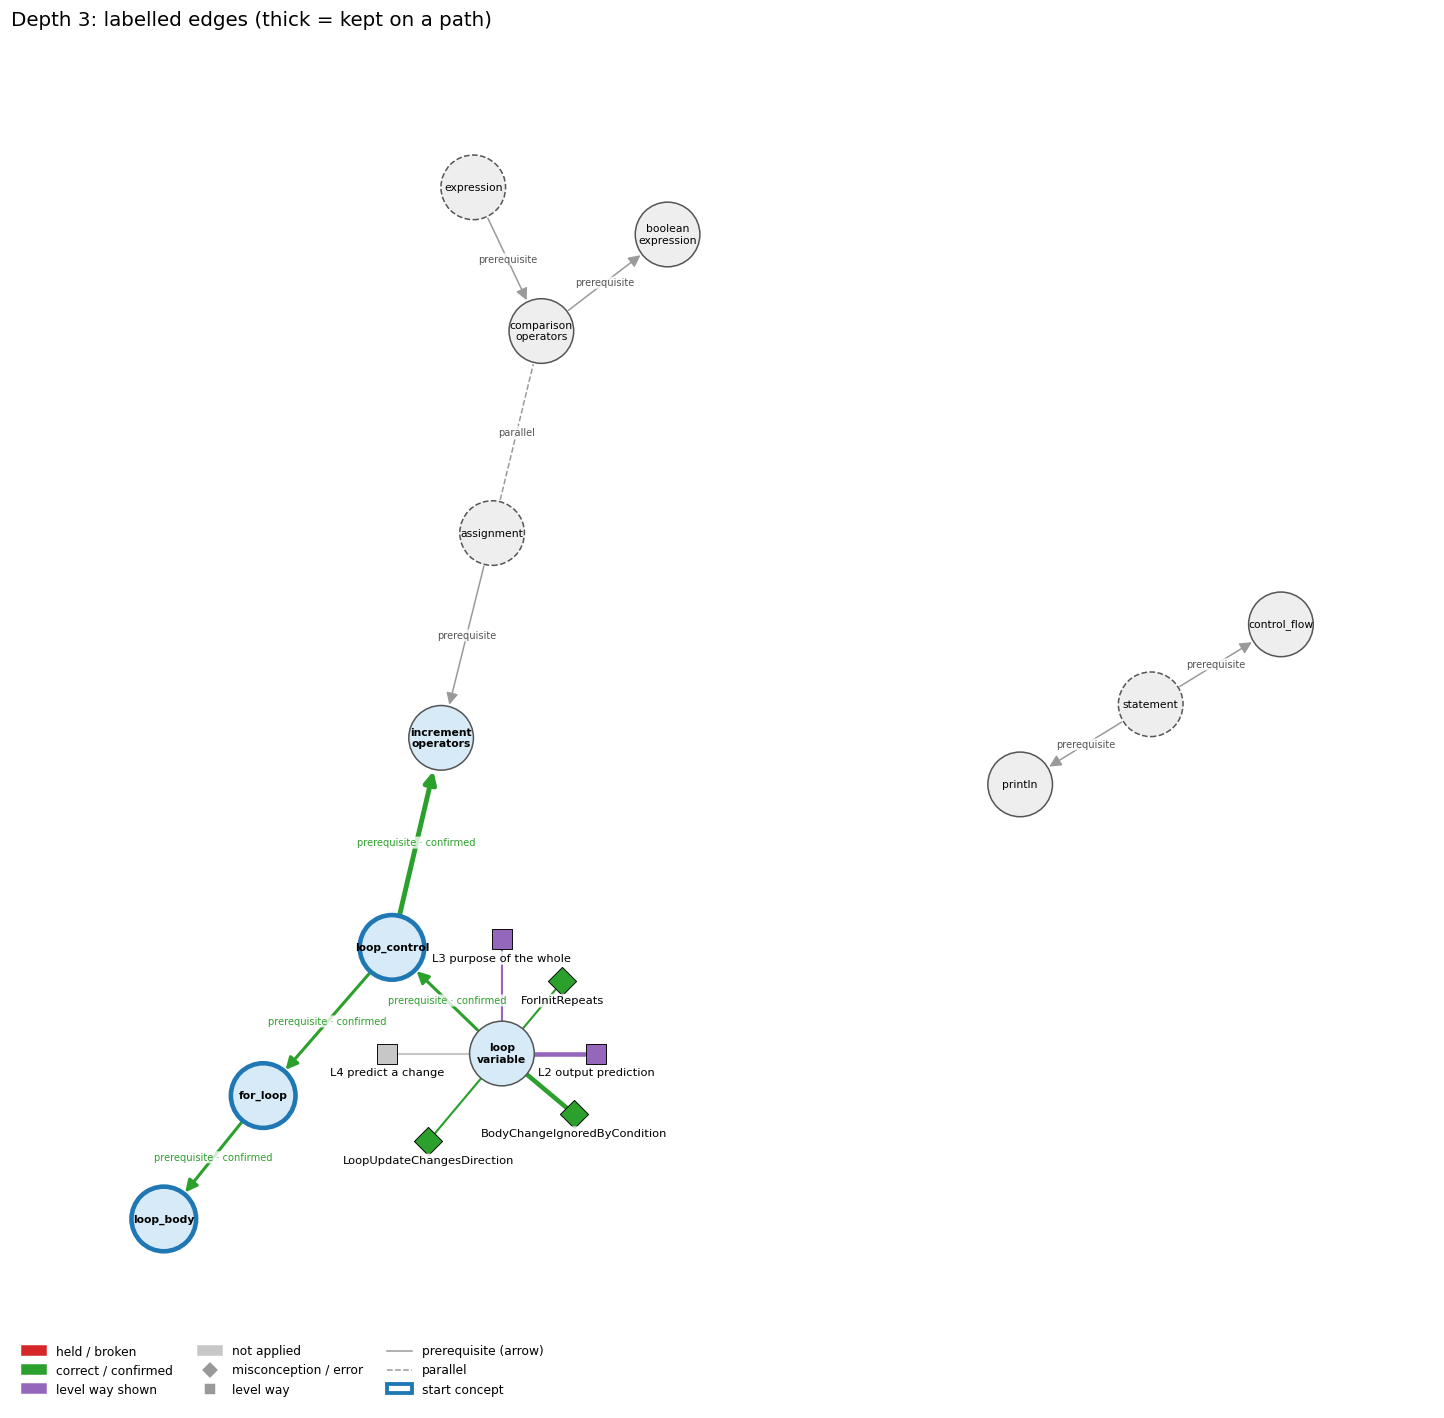 Depth 3: labelled edges (thick = kept on a path)
expression
boolean
expression
prerequisite
prerequisite
comparison
operators
parallel
assignment
control_flow
prerequisite
prerequisite
statement
increment
operators
prerequisite
println
prerequisite - confirmed
loop_control
L3 purpose of the whole
prerequisite - confirmed
ForInitRepeats
prerequisite - confirmed
loop
variable
L4 predict a change
L2 output prediction
for_loop
BodyChangeIgnoredByCondition
prerequisite - confirmed
LoopUpdateChangesDirection
loop_body
held / broken
correct / confirmed
level way shown
not applied
misconception / error
level way
prerequisite (arrow)
parallel
start concept